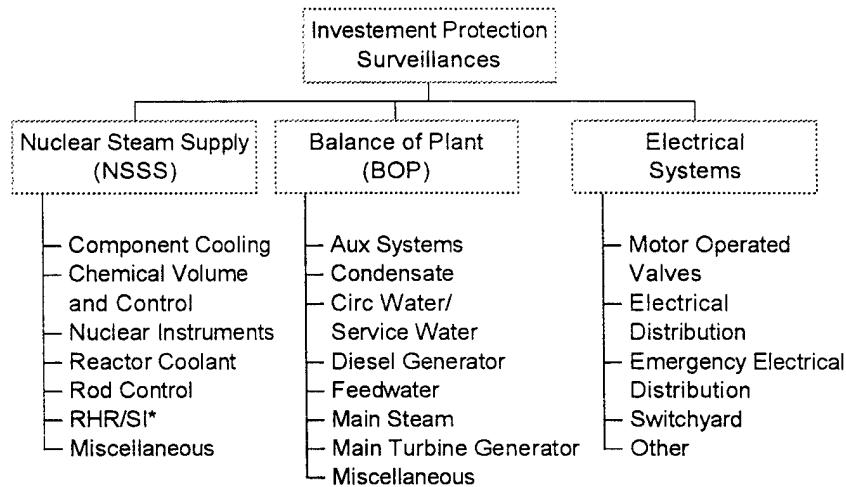 Investement Protection
Surveillances
Nuclear Steam Supply
(NSSS)
Component Cooling
Chemical Volume
and Control
Nuclear Instruments
Reactor Coolant
Rod Control
RHR/SI*
Miscellaneous
Balance of Plant
(BOP)
Aux Systems
Condensate
Circ Water/
Service Water
Diesel Generator
Feedwater
Main Steam
Main Turbine Generator
Miscellaneous
Electrical
Systems
Motor Operated
Valves
Electrical
Distribution
Emergency Electrical
Distribution
Switchyard
Other